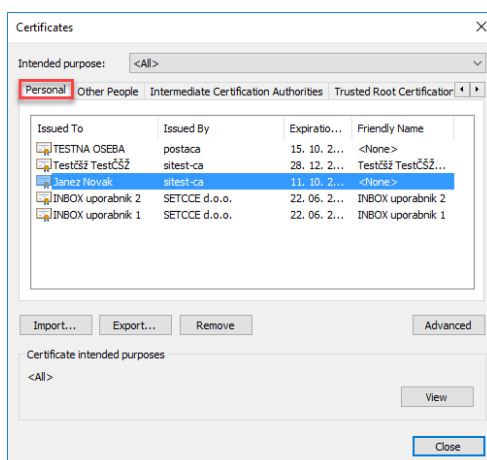 Certificates
Intended purpose: <All>
Personal Other People Intermediate Certification Authorities Trusted Root Certification
Issued To Issued By Expiratio... Friendly Name
TESTNA OSEBA postaca 15. 10. 2... <None>
Testčšž TestČŠŽ sitest-ca 28. 12. 2... Testčšž TestČŠŽ...
Janez Novak sitest-ca 11. 10. 2... <None>
INBOX uporabnik 2 SETCCE d.o.o. 22. 06. 2... INBOX uporabnik 2
INBOX uporabnik 1 SETCCE d.o.o. 22. 06. 2... INBOX uporabnik 1
Import... Export... Remove Advanced
Certificate intended purposes
<All>
View
Close